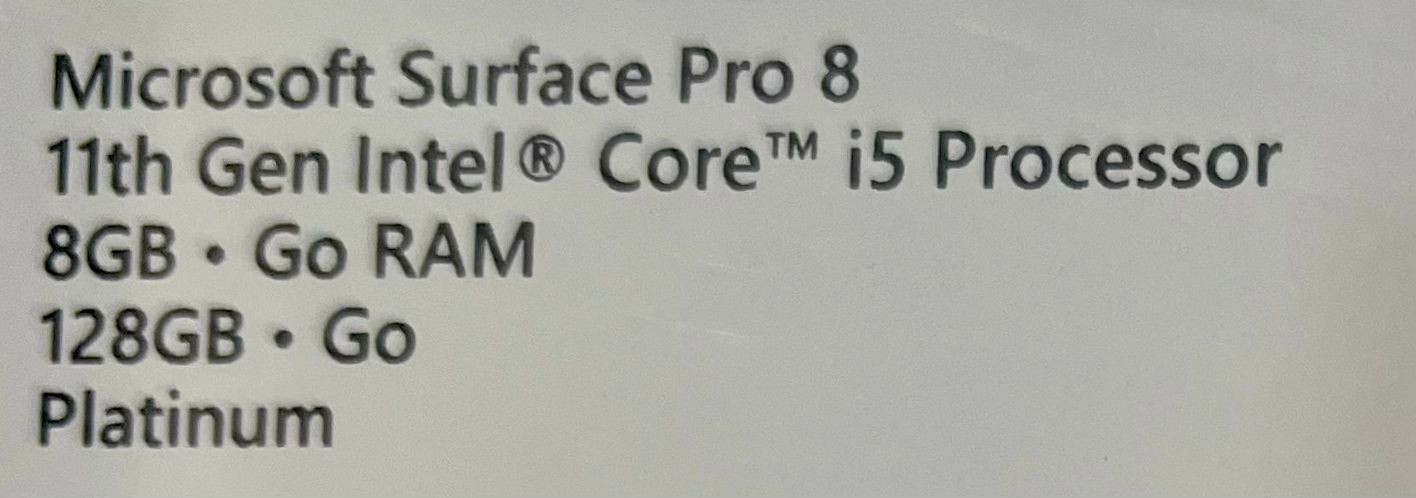 Microsoft Surface Pro 8
11th Gen Intel® Core™ i5 Processor
8GB • Go RAM
128GB • Go
Platinum